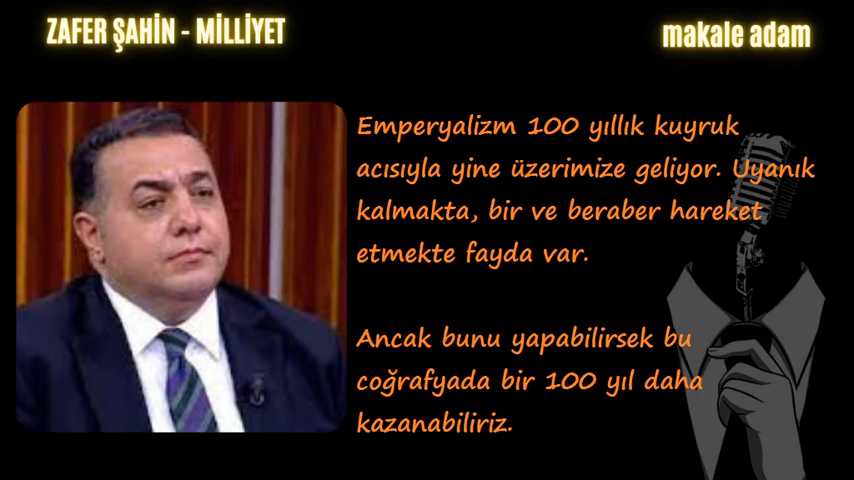 ZAFER ŞAHİN - MİLLİYET
makale adam
Emperyalizm 100 yıllık kuyruk
acısıyla yine üzerimize geliyor. Uyanık
kalmakta, bir ve beraber hareket
etmekte fayda var.
Ancak bunu yapabilirsek bu
coğrafyada bir 100 yıl daha
kazanabiliriz.